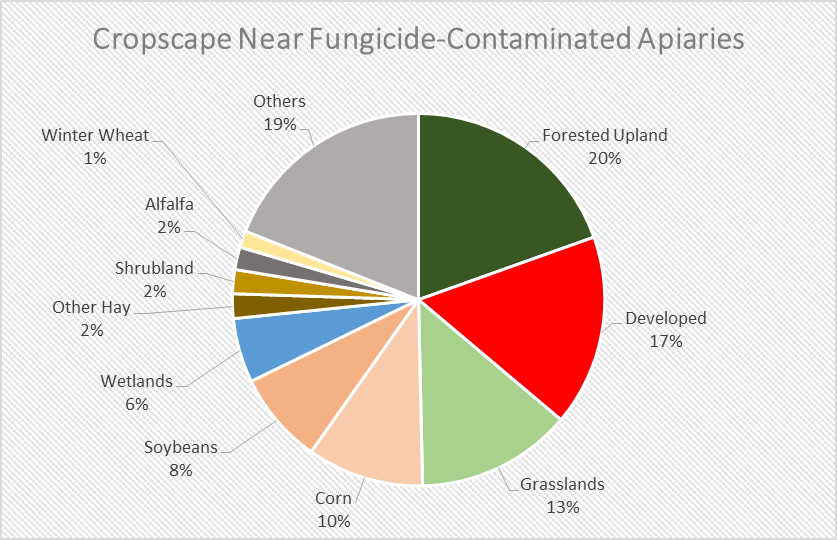 Cropscape Near Fungicide-Contaminated Apiaries
Others
19%
Forested Upland
20%
Winter Wheat
1%
Alfalfa
2%
Shrubland
2%
Other Hay
2%
Developed
17%
Wetlands
6%
Soybeans
8%
Grasslands
13%
Corn
10%